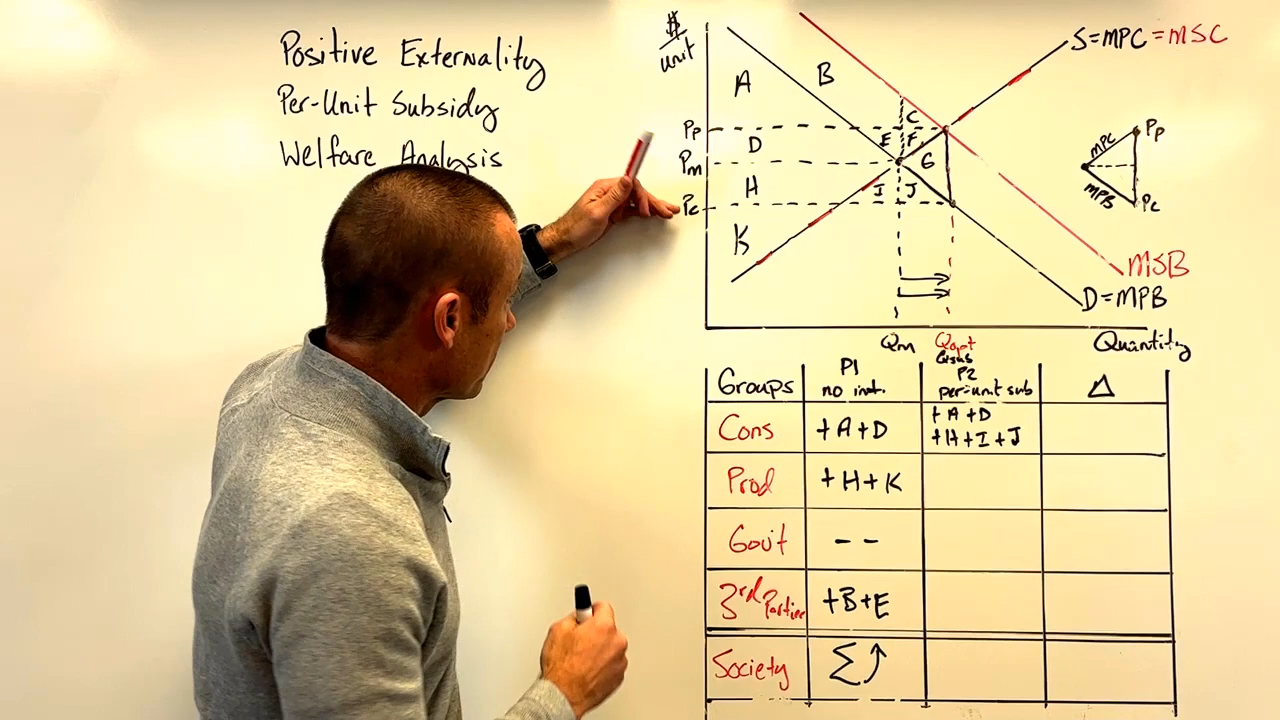 Positive Externality
Per-Unit Subsidy
Welfare Analysis
$/unit
S=MPC=MSC
A
B
C
Pp
D
E
F
G
Pm
H
I
J
Pc
K
MPC
Pp
MPB
Pc
MSB
D=MPB
Qm
Qopt
Quantity
Groups
P1
no int.
P2
per-unit sub
Δ
Cons
+A+D
+A+D
+H+I+J
Prod
+H+K
Gov't
--
3rd Parties
+B+E
Society
Σ